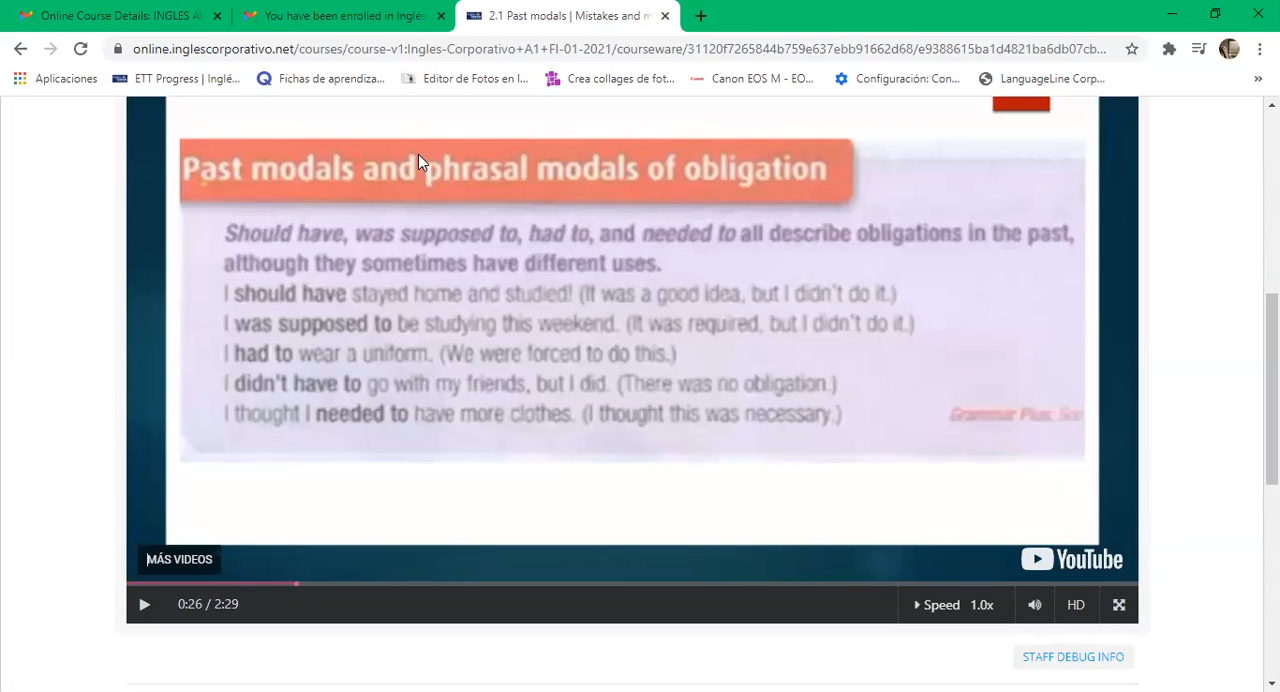 Online Course Details: INGLES A
You have been enrolled in Inglés
2.1 Past modals | Mistakes and m
online.inglescorporativo.net/courses/course-v1:Ingles-Corporativo+A1+FI-01-2021/courseware/31120f7265844b759e637ebb91662d68/e9388615ba1d4821ba6db07cb...
Aplicaciones
ETT Progress | Inglé...
Fichas de aprendiza...
Editor de Fotos en l...
Crea collages de fot...
Canon EOS M - EO...
Configuración: Con...
LanguageLine Corp...
Past modals and phrasal modals of obligation
Should have, was supposed to, had to, and needed to all describe obligations in the past,
although they sometimes have different uses.
I should have stayed home and studied! (It was a good idea, but I didn't do it.)
I was supposed to be studying this weekend. (It was required, but I didn't do it.)
I had to wear a uniform. (We were forced to do this.)
I didn't have to go with my friends, but I did. (There was no obligation.)
I thought I needed to have more clothes. (I thought this was necessary.)
Grammar Plus: See
MÁS VIDEOS
YouTube
0:26 / 2:29
Speed 1.0x
HD
STAFF DEBUG INFO